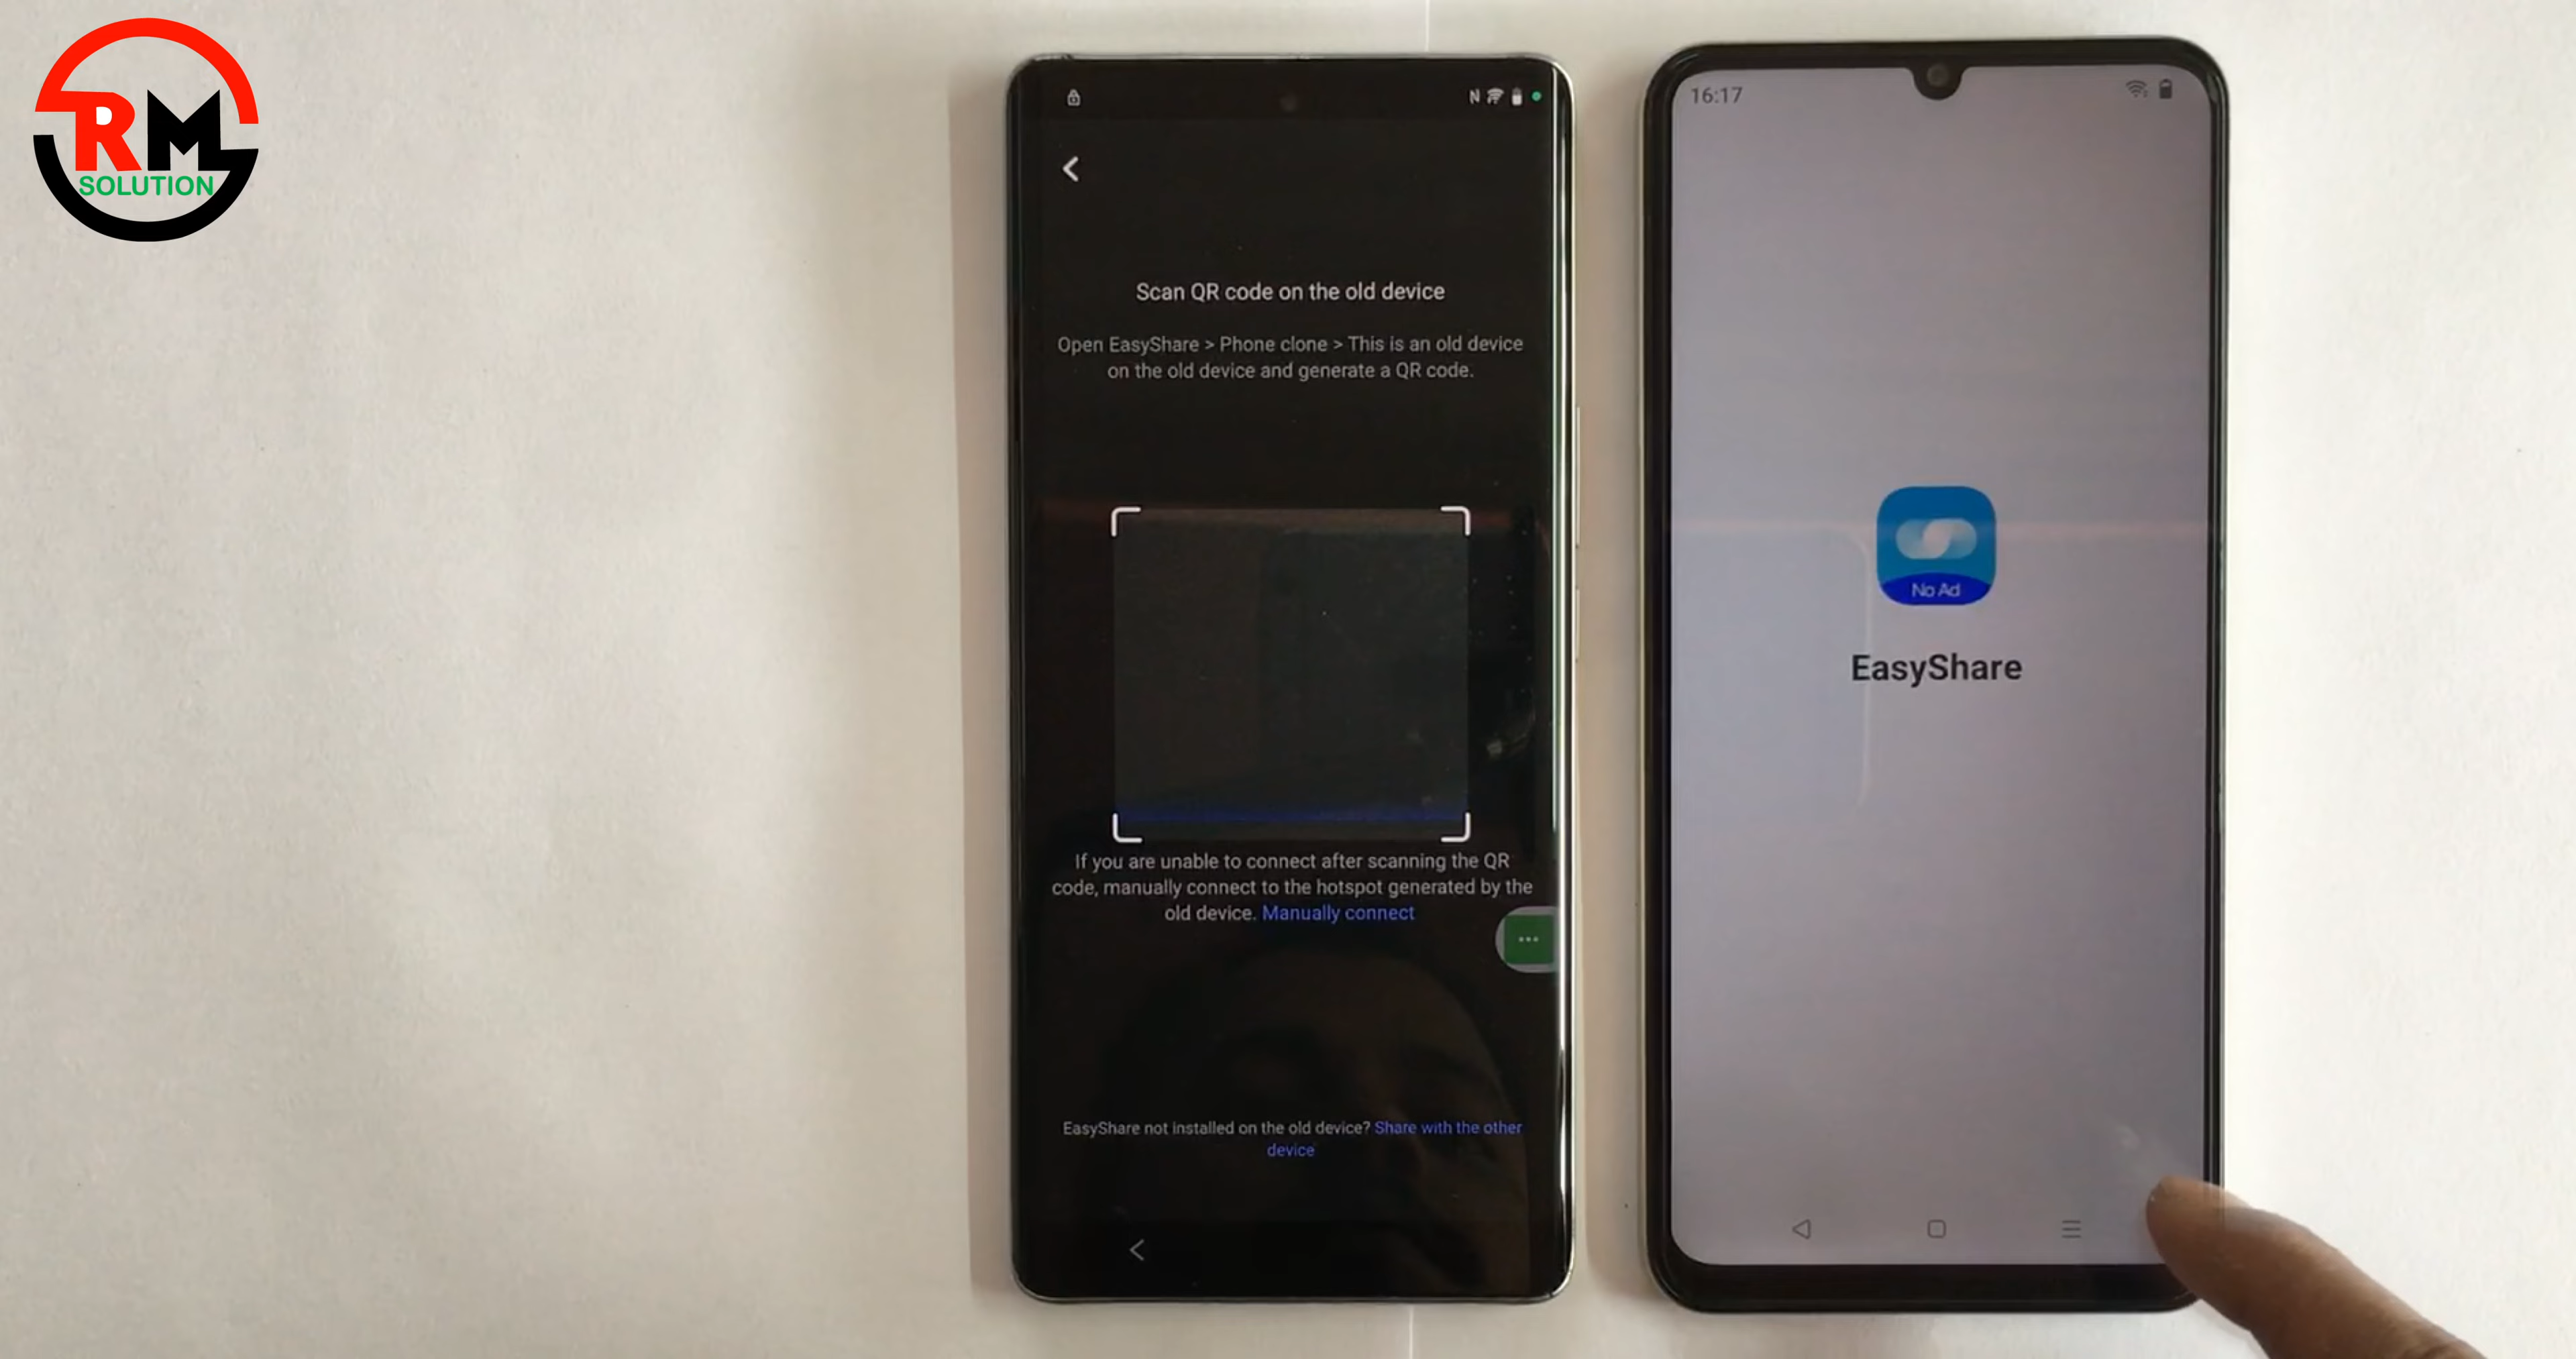 RM
SOLUTION
N
Scan QR code on the old device
Open EasyShare > Phone clone > This is an old device
on the old device and generate a QR code.
If you are unable to connect after scanning the QR
code, manually connect to the hotspot generated by the
old device. Manually connect
EasyShare not installed on the old device? Share with the other
device
16:17
No Ad
EasyShare